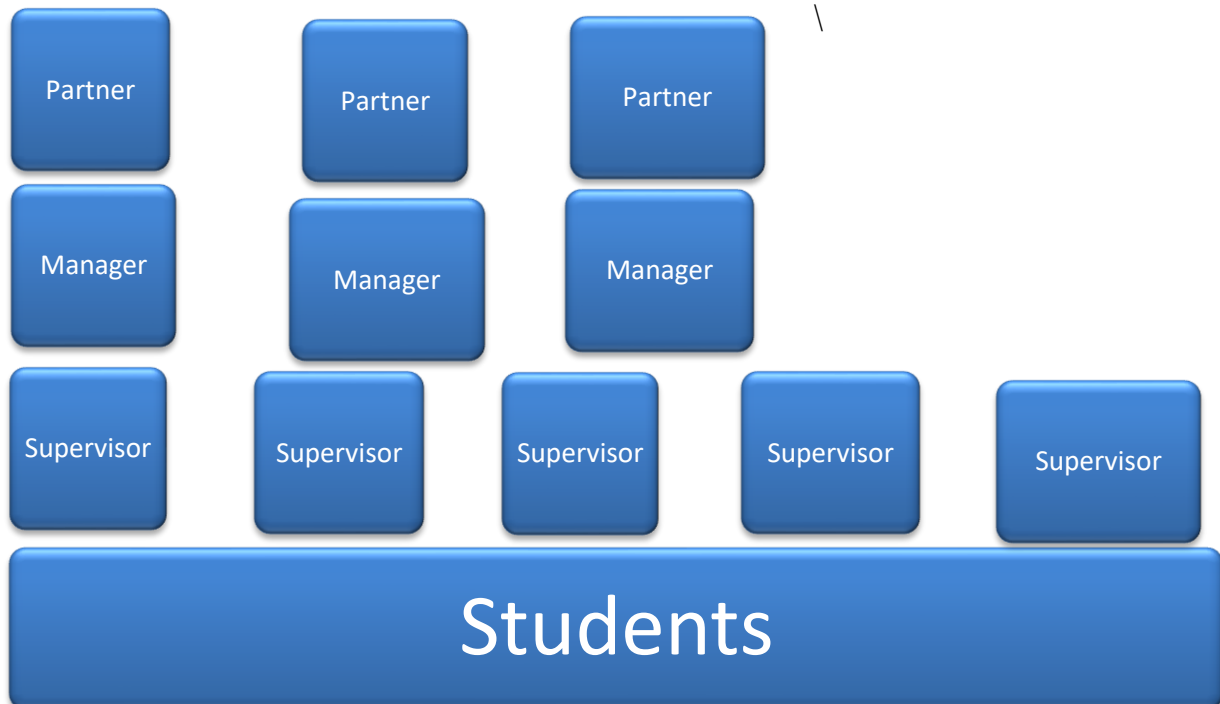 \
Partner
Partner
Partner
Manager
Manager
Manager
Supervisor
Supervisor
Supervisor
Supervisor
Supervisor
Students